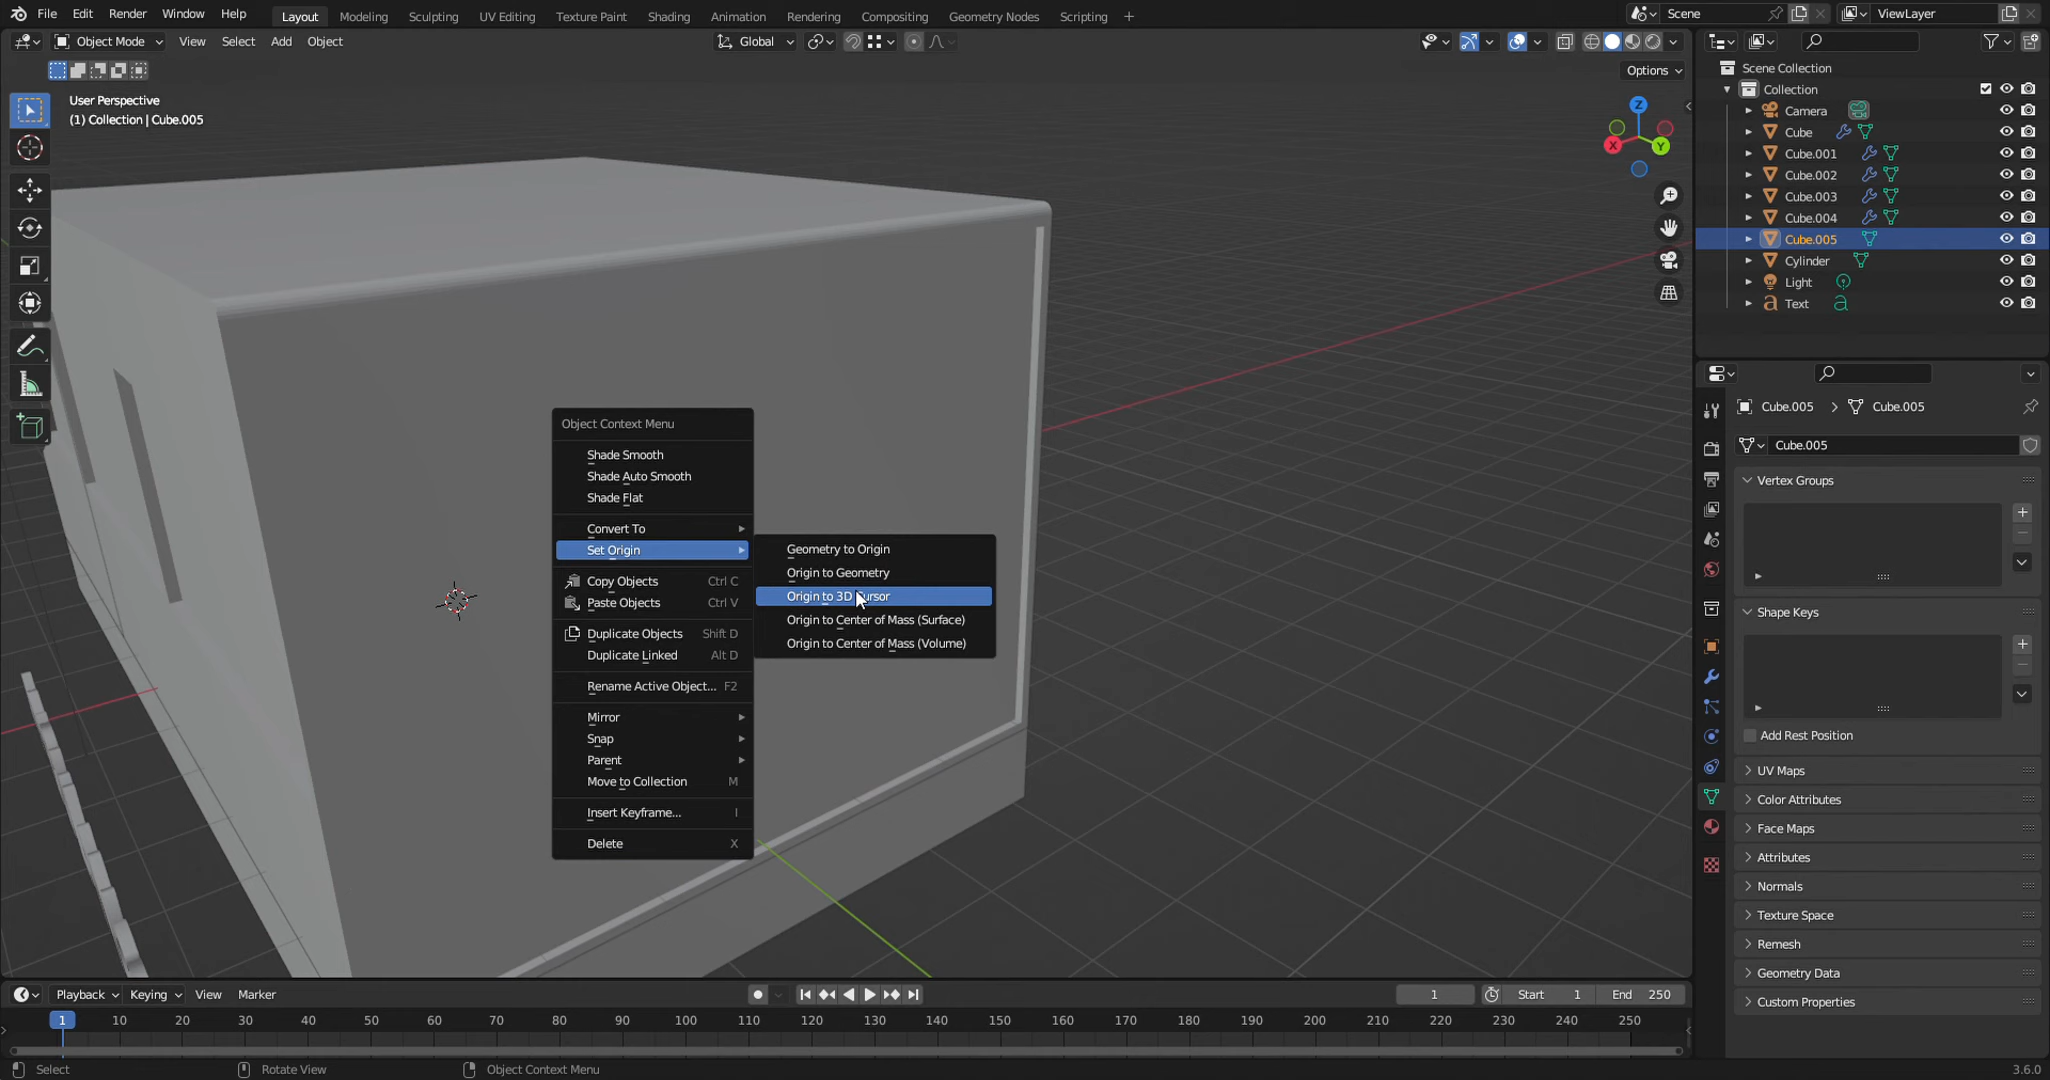 File Edit Render Window Help Layout Modeling Sculpting UV Editing Texture Paint Shading Animation Rendering Compositing Geometry Nodes Scripting + Scene ViewLayer
Object Mode View Select Add Object Global
Options
User Perspective
(1) Collection | Cube.005
Z
X
Y
Object Context Menu
Shade Smooth
Shade Auto Smooth
Shade Flat
Convert To
Set Origin
Copy Objects Ctrl C
Paste Objects Ctrl V
Duplicate Objects Shift D
Duplicate Linked Alt D
Rename Active Object... F2
Mirror
Snap
Parent
Move to Collection M
Insert Keyframe... I
Delete X
Geometry to Origin
Origin to Geometry
Origin to 3D Cursor
Origin to Center of Mass (Surface)
Origin to Center of Mass (Volume)
Scene Collection
Collection
Camera
Cube
Cube.001
Cube.002
Cube.003
Cube.004
Cube.005
Cylinder
Light
Text
Cube.005 > Cube.005
Cube.005
Vertex Groups
Shape Keys
Add Rest Position
UV Maps
Color Attributes
Face Maps
Attributes
Normals
Texture Space
Remesh
Geometry Data
Custom Properties
Playback Keying View Marker 1 Start 1 End 250
1 10 20 30 40 50 60 70 80 90 100 110 120 130 140 150 160 170 180 190 200 210 220 230 240 250
Select Rotate View Object Context Menu 3.6.0